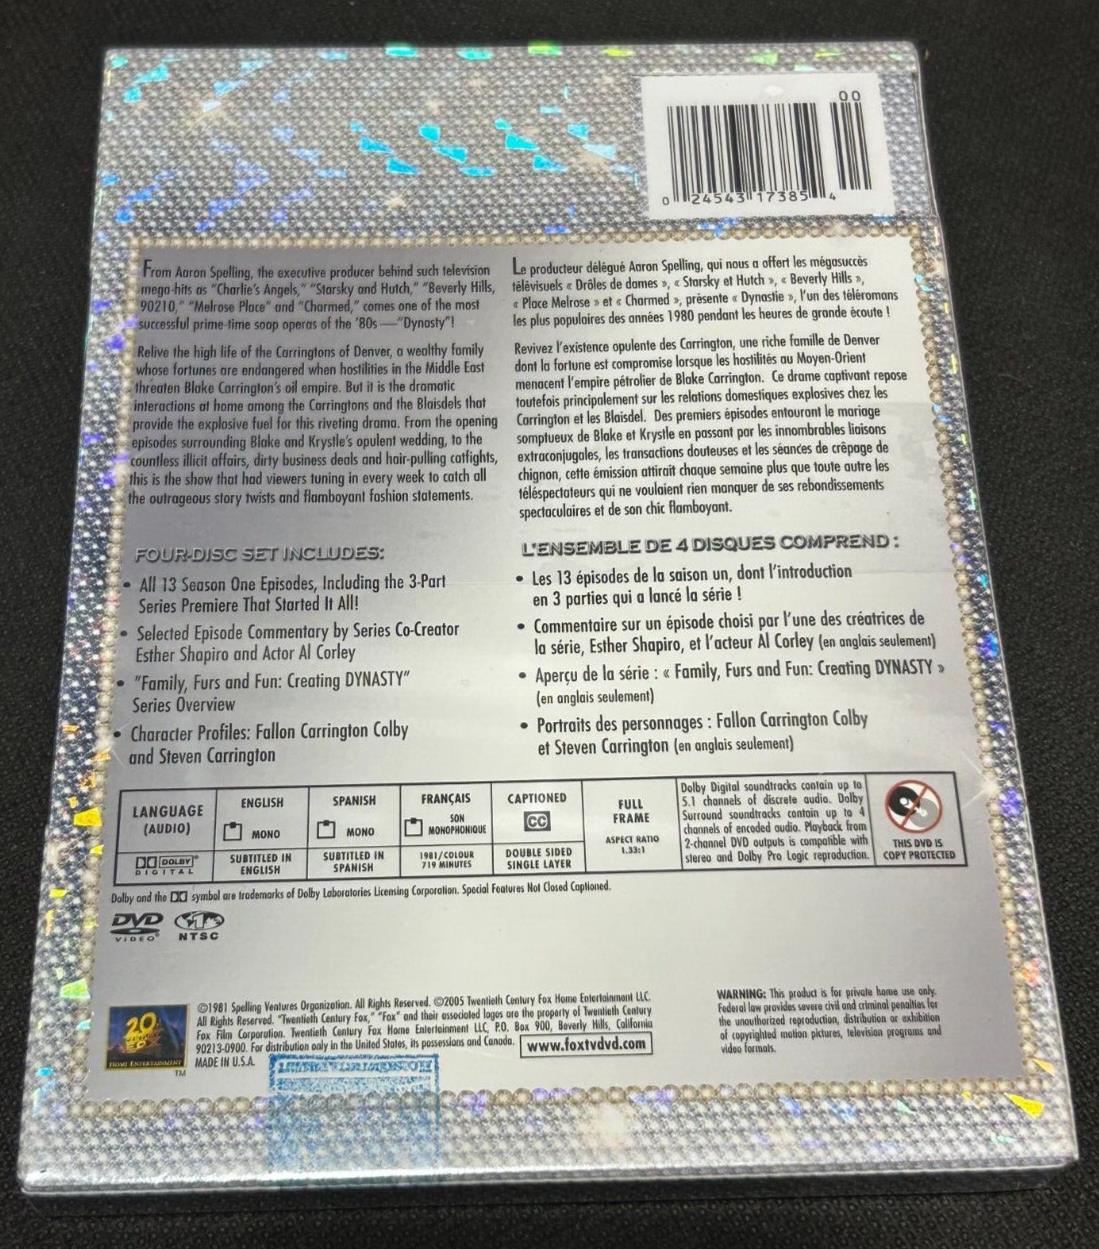 00
0 24543 17385 4
From Aaron Spelling, the executive producer behind such television
mega-hits as "Charlie's Angels," "Starsky and Hutch," "Beverly Hills,
90210," "Melrose Place" and "Charmed," comes one of the most
successful prime-time soap operas of the '80s —"Dynasty"!
Relive the high life of the Carringtons of Denver, a wealthy family
whose fortunes are endangered when hostilities in the Middle East
threaten Blake Carrington's oil empire. But it is the dramatic
interactions at home among the Carringtons and the Blaisdels that
provide the explosive fuel for this riveting drama. From the opening
episodes surrounding Blake and Krystle's opulent wedding, to the
countless illicit affairs, dirty business deals and hair-pulling catfights,
this is the show that had viewers tuning in every week to catch all
the outrageous story twists and flamboyant fashion statements.
FOUR-DISC SET INCLUDES:
• All 13 Season One Episodes, Including the 3-Part
Series Premiere That Started It All!
• Selected Episode Commentary by Series Co-Creator
Esther Shapiro and Actor Al Corley
• "Family, Furs and Fun: Creating DYNASTY"
Series Overview
• Character Profiles: Fallon Carrington Colby
and Steven Carrington
Le producteur délégué Aaron Spelling, qui nous a offert les mégasuccès
télévisuels « Drôles de dames », « Starsky et Hutch », « Beverly Hills »,
« Place Melrose » et « Charmed », présente « Dynastie », l'un des téléromans
les plus populaires des années 1980 pendant les heures de grande écoute !
Revivez l'existence opulente des Carrington, une riche famille de Denver
dont la fortune est compromise lorsque les hostilités au Moyen-Orient
menacent l'empire pétrolier de Blake Carrington. Ce drame captivant repose
toutefois principalement sur les relations domestiques explosives chez les
Carrington et les Blaisdel. Des premiers épisodes entourant le mariage
somptueux de Blake et Krystle en passant par les innombrables liaisons
extraconjugales, les transactions douteuses et les séances de crêpage de
chignon, cette émission attirait chaque semaine plus que toute autre les
téléspectateurs qui ne voulaient rien manquer de ses rebondissements
spectaculaires et de son chic flamboyant.
L'ENSEMBLE DE 4 DISQUES COMPREND :
• Les 13 épisodes de la saison un, dont l'introduction
en 3 parties qui a lancé la série !
• Commentaire sur un épisode choisi par l'une des créatrices de
la série, Esther Shapiro, et l'acteur Al Corley (en anglais seulement)
• Aperçu de la série : « Family, Furs and Fun: Creating DYNASTY »
(en anglais seulement)
• Portraits des personnages : Fallon Carrington Colby
et Steven Carrington (en anglais seulement)
LANGUAGE
(AUDIO)
DOLBY
DIGITAL
ENGLISH
MONO
SUBTITLED IN
ENGLISH
SPANISH
MONO
SUBTITLED IN
SPANISH
FRANÇAIS
SON
MONOPHONIQUE
1981/COLOUR
719 MINUTES
CAPTIONED
CC
DOUBLE SIDED
SINGLE LAYER
FULL
FRAME
ASPECT RATIO
1.33:1
Dolby Digital soundtracks contain up to
5.1 channels of discrete audio. Dolby
Surround soundtracks contain up to 4
channels of encoded audio. Playback from
2-channel DVD outputs is compatible with
stereo and Dolby Pro Logic reproduction.
THIS DVD IS
COPY PROTECTED
Dolby and the symbol are trademarks of Dolby Laboratories Licensing Corporation. Special Features Not Closed Captioned.
DVD
VIDEO
1
NTSC
20
HOME ENTERTAINMENT
TM
©1981 Spelling Ventures Organization. All Rights Reserved. ©2005 Twentieth Century Fox Home Entertainment LLC.
All Rights Reserved. "Twentieth Century Fox," "Fox" and their associated logos are the property of Twentieth Century
Fox Film Corporation. Twentieth Century Fox Home Entertainment LLC, P.O. Box 900, Beverly Hills, California
90213-0900. For distribution only in the United States, its possessions and Canada.
MADE IN U.S.A.
www.foxtvdvd.com
WARNING: This product is for private home use only.
Federal law provides severe civil and criminal penalties for
the unauthorized reproduction, distribution or exhibition
of copyrighted motion pictures, television programs and
video formats.